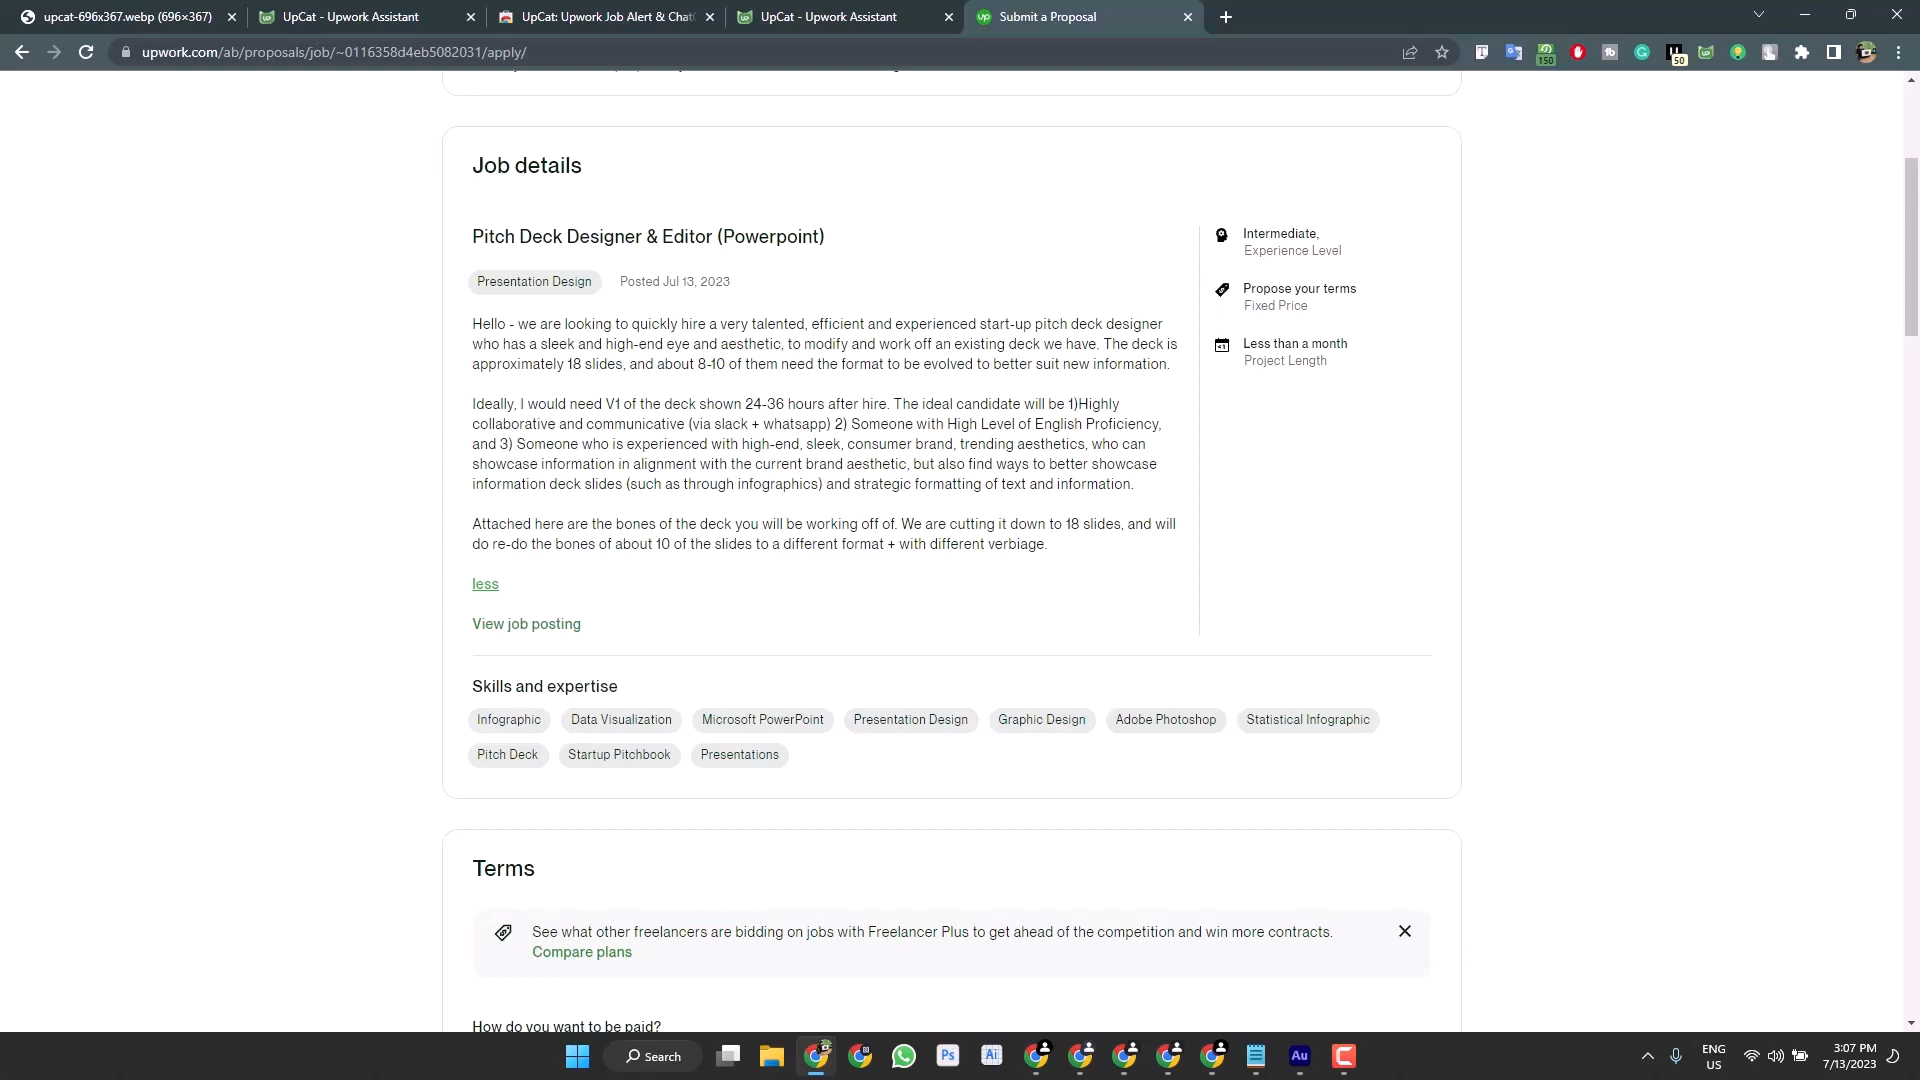 upcat-696x367.webp (696×367)
UpCat - Upwork Assistant
UpCat: Upwork Job Alert & Chat
UpCat - Upwork Assistant
Submit a Proposal
upwork.com/ab/proposals/job/~0116358d4eb5082031/apply/
150
50
Job details
Pitch Deck Designer & Editor (Powerpoint)
Presentation Design
Posted Jul 13, 2023
Hello - we are looking to quickly hire a very talented, efficient and experienced start-up pitch deck designer
who has a sleek and high-end eye and aesthetic, to modify and work off an existing deck we have. The deck is
approximately 18 slides, and about 8-10 of them need the format to be evolved to better suit new information.
Ideally, I would need V1 of the deck shown 24-36 hours after hire. The ideal candidate will be 1)Highly
collaborative and communicative (via slack + whatsapp) 2) Someone with High Level of English Proficiency,
and 3) Someone who is experienced with high-end, sleek, consumer brand, trending aesthetics, who can
showcase information in alignment with the current brand aesthetic, but also find ways to better showcase
information deck slides (such as through infographics) and strategic formatting of text and information.
Attached here are the bones of the deck you will be working off of. We are cutting it down to 18 slides, and will
do re-do the bones of about 10 of the slides to a different format + with different verbiage.
less
View job posting
Intermediate,
Experience Level
Propose your terms
Fixed Price
Less than a month
Project Length
Skills and expertise
Infographic
Data Visualization
Microsoft PowerPoint
Presentation Design
Graphic Design
Adobe Photoshop
Statistical Infographic
Pitch Deck
Startup Pitchbook
Presentations
Terms
See what other freelancers are bidding on jobs with Freelancer Plus to get ahead of the competition and win more contracts.
Compare plans
How do you want to be paid?
Search
Ps
Ai
Au
ENG
US
3:07 PM
7/13/2023